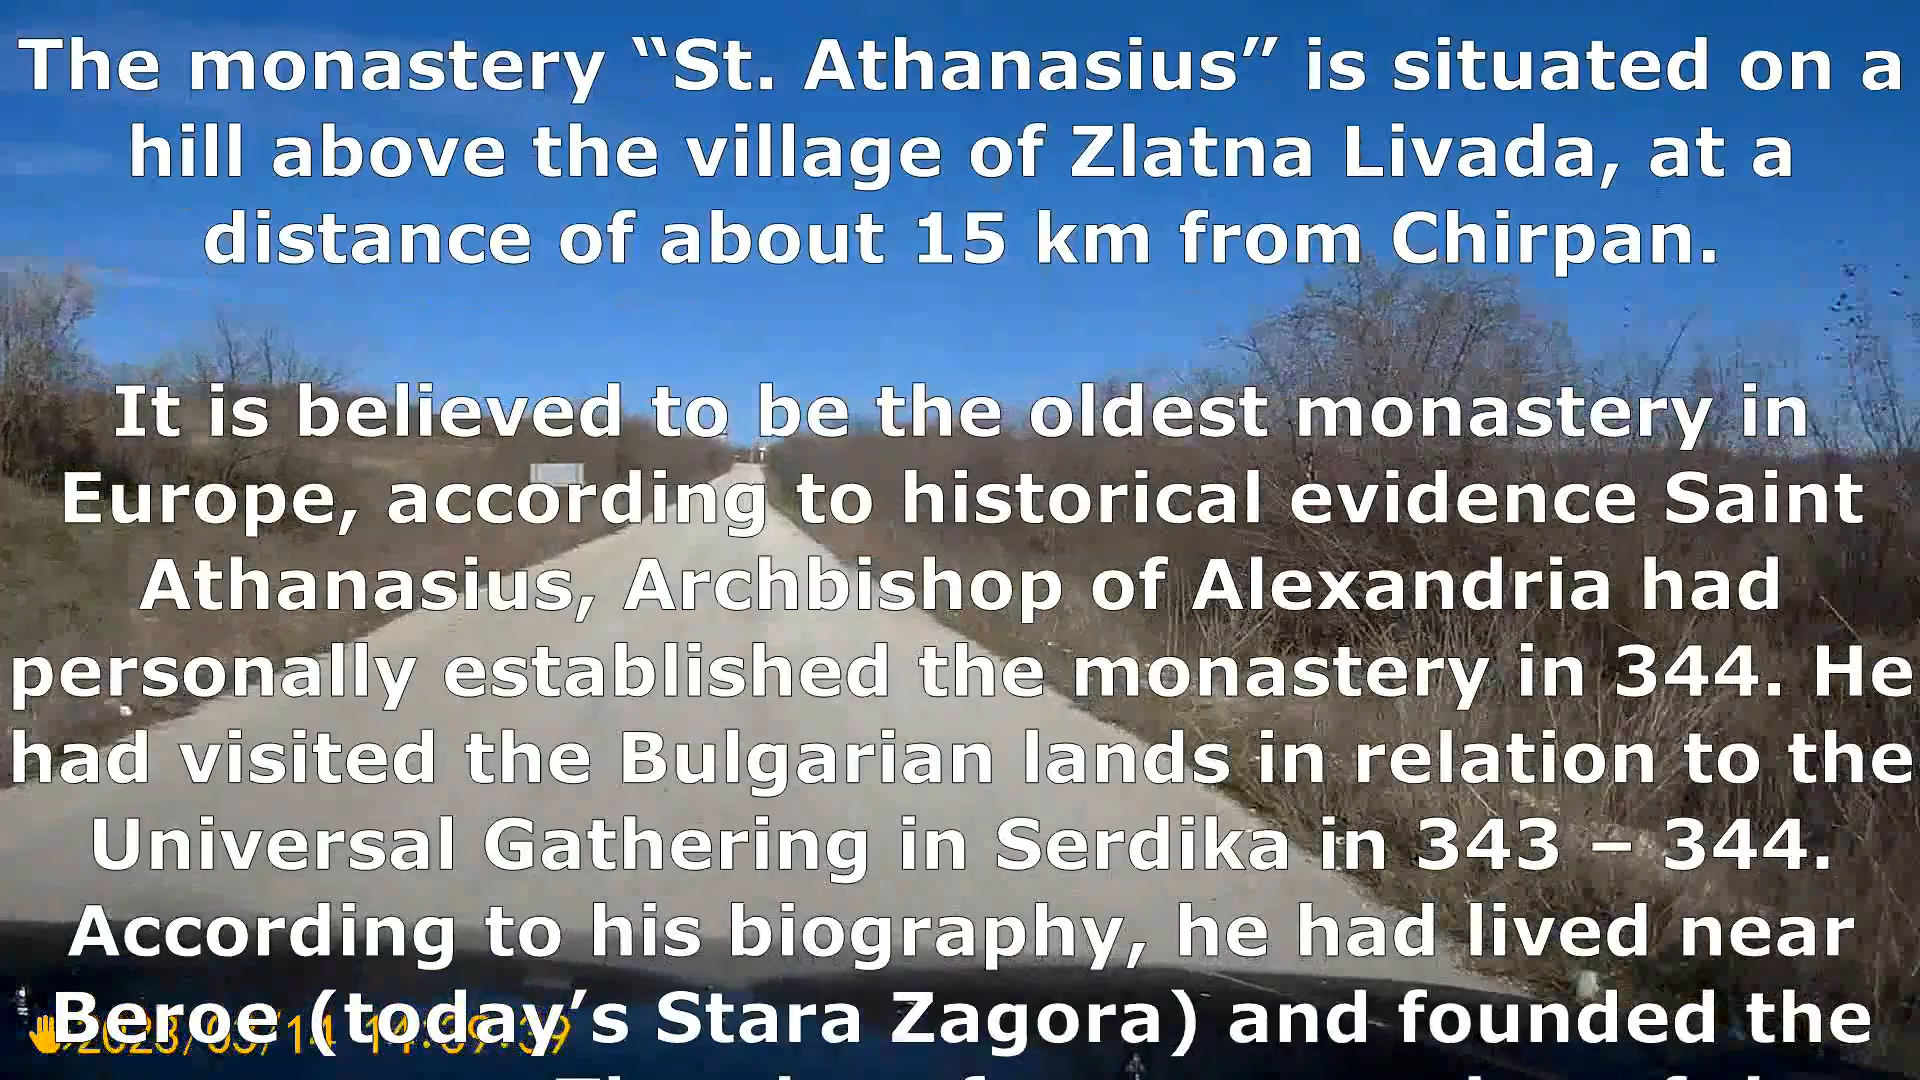 The monastery “St. Athanasius” is situated on a
hill above the village of Zlatna Livada, at a
distance of about 15 km from Chirpan.
It is believed to be the oldest monastery in
Europe, according to historical evidence Saint
Athanasius, Archbishop of Alexandria had
personally established the monastery in 344. He
had visited the Bulgarian lands in relation to the
Universal Gathering in Serdika in 343 – 344.
According to his biography, he had lived near
Beroe (today’s Stara Zagora) and founded the